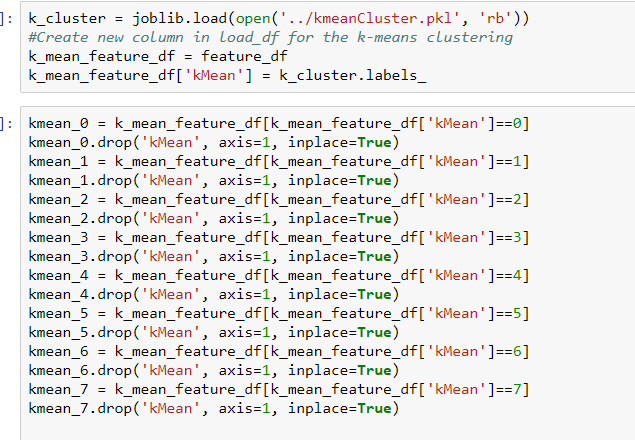 ]: k_cluster = joblib.load(open('../kmeanCluster.pkl', 'rb'))
#Create new column in load_df for the k-means clustering
k_mean_feature_df = feature_df
k_mean_feature_df['kMean'] = k_cluster.labels_
]: kmean_0 = k_mean_feature_df[k_mean_feature_df['kMean']==0]
kmean_0.drop('kMean', axis=1, inplace=True)
kmean_1 = k_mean_feature_df[k_mean_feature_df['kMean']==1]
kmean_1.drop('kMean', axis=1, inplace=True)
kmean_2 = k_mean_feature_df[k_mean_feature_df['kMean']==2]
kmean_2.drop('kMean', axis=1, inplace=True)
kmean_3 = k_mean_feature_df[k_mean_feature_df['kMean']==3]
kmean_3.drop('kMean', axis=1, inplace=True)
kmean_4 = k_mean_feature_df[k_mean_feature_df['kMean']==4]
kmean_4.drop('kMean', axis=1, inplace=True)
kmean_5 = k_mean_feature_df[k_mean_feature_df['kMean']==5]
kmean_5.drop('kMean', axis=1, inplace=True)
kmean_6 = k_mean_feature_df[k_mean_feature_df['kMean']==6]
kmean_6.drop('kMean', axis=1, inplace=True)
kmean_7 = k_mean_feature_df[k_mean_feature_df['kMean']==7]
kmean_7.drop('kMean', axis=1, inplace=True)